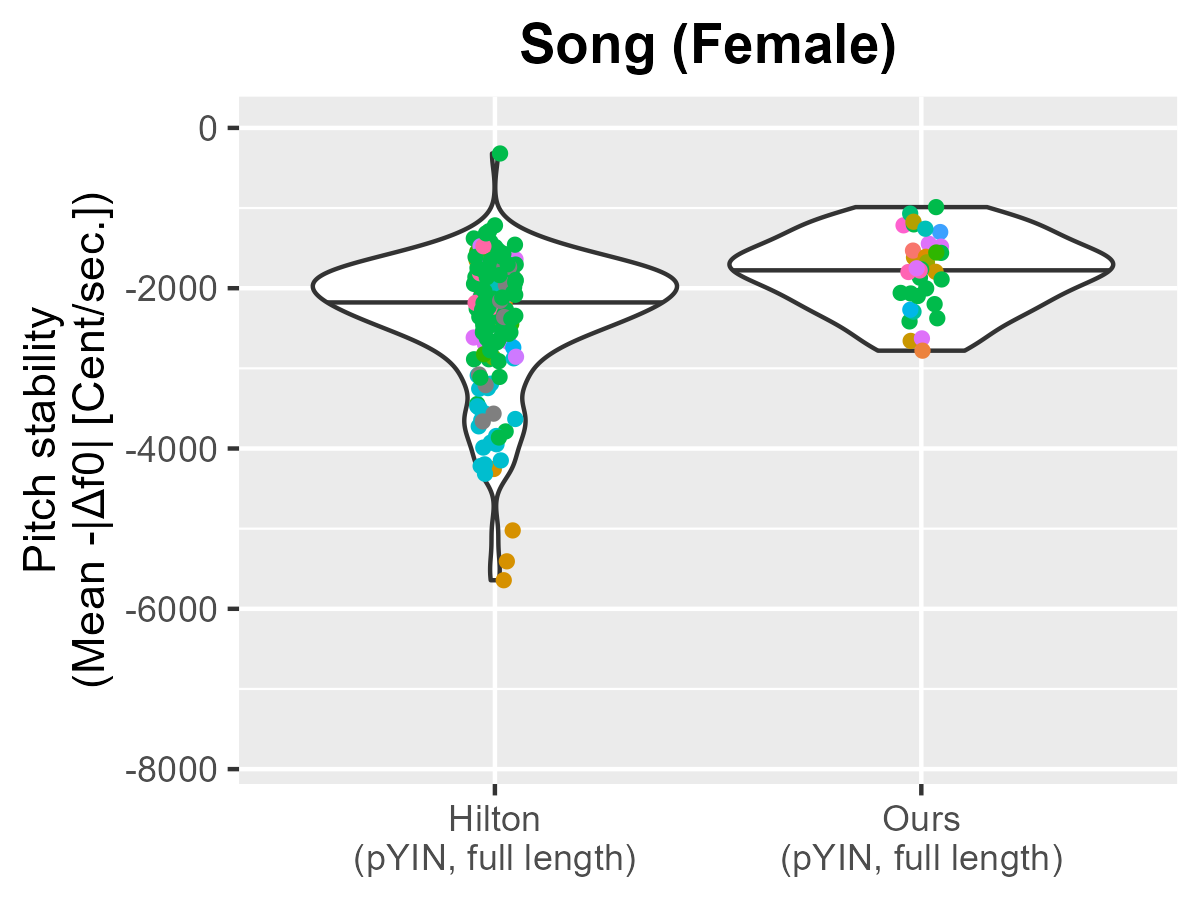 Song (Female)
Pitch stability
(Mean -|Δf0| [Cent/sec.])
0
-2000
-4000
-6000
-8000
Hilton
(pYIN, full length)
Ours
(pYIN, full length)